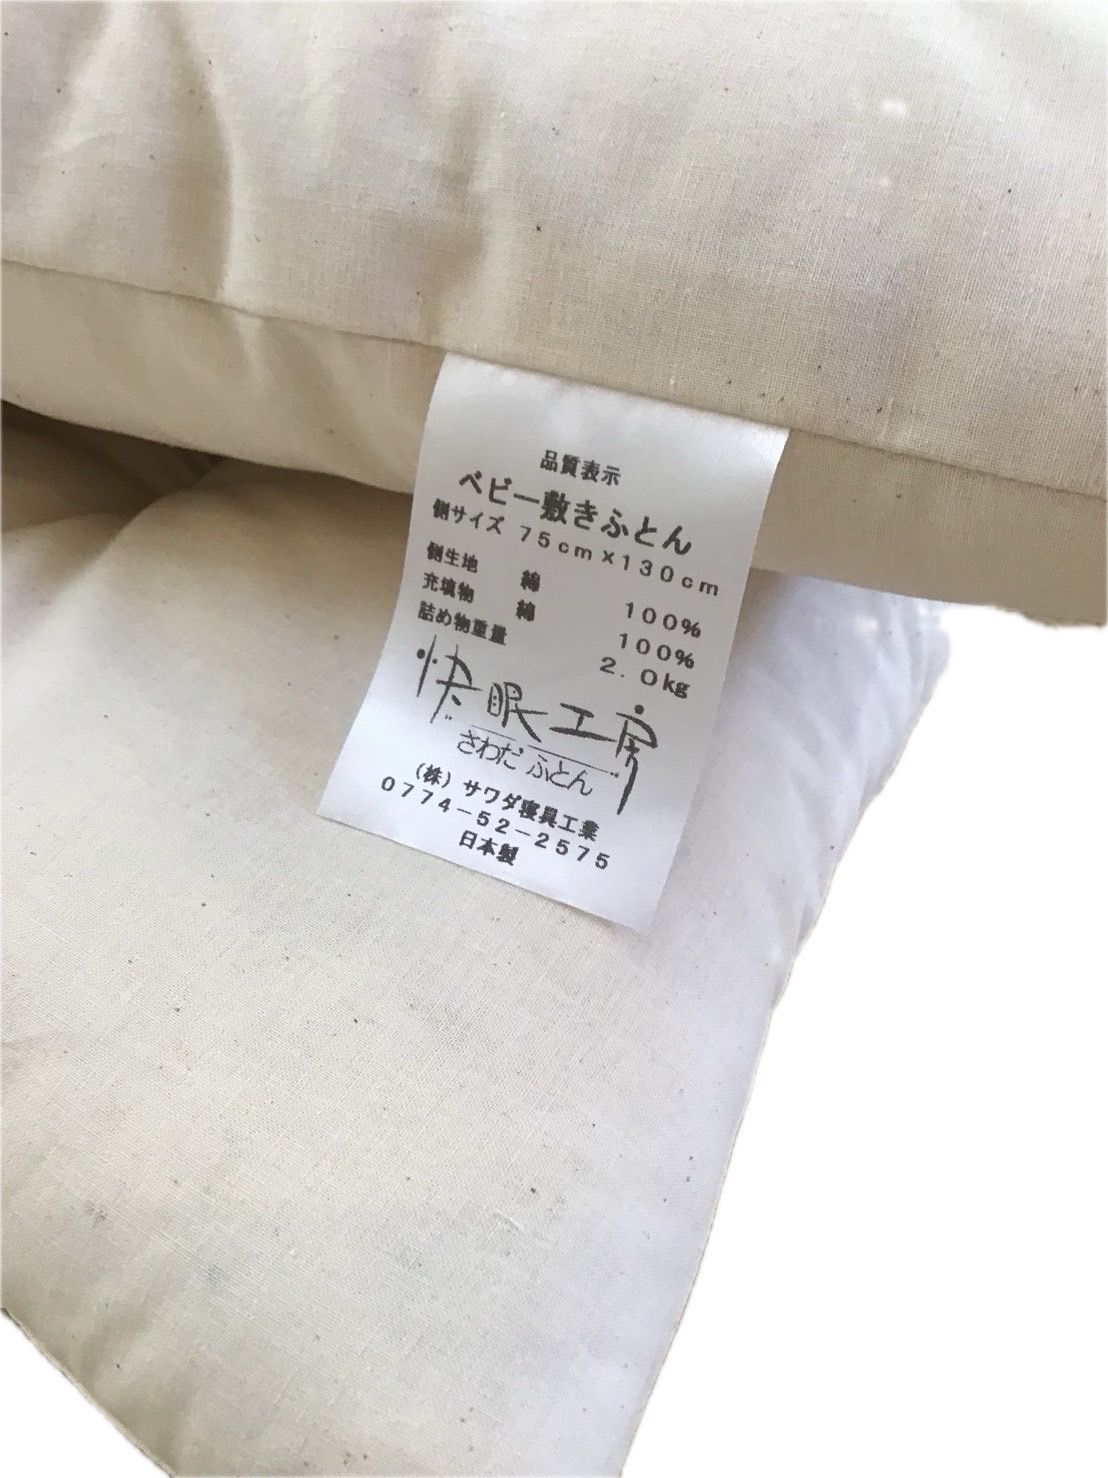 品質表示
ベビー敷きふとん
側サイズ 75cm×130cm
側生地 綿 100%
充填物 綿 100%
詰め物重量 2.0kg
快眠工房
さわだ ふとん
(株) サワダ寝具工業
0774-52-2575
日本製